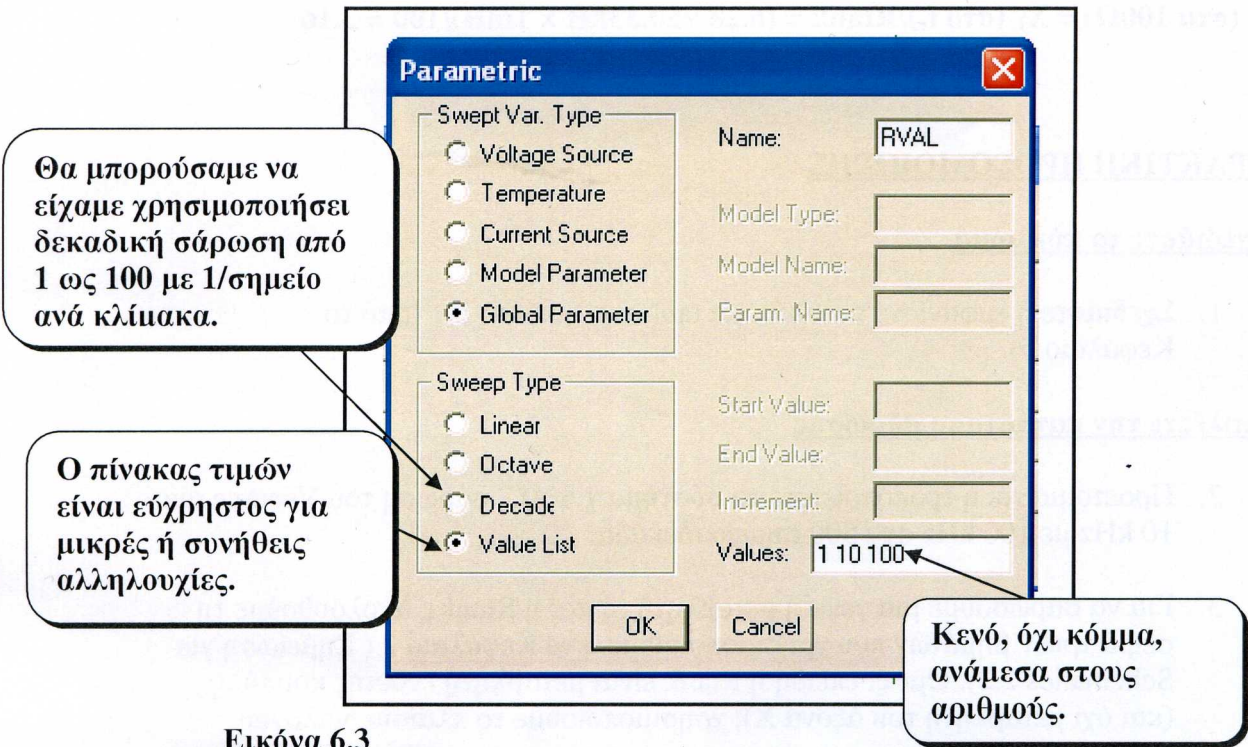 Parametric
Swept Var. Type
Voltage Source
Temperature
Current Source
Model Parameter
Global Parameter
Name: RVAL
Model Type:
Model Name:
Param. Name:
Sweep Type
Linear
Octave
Decade
Value List
Start Value:
End Value:
Increment:
Values: 1 10 100
OK
Cancel
Θα μπορούσαμε να
είχαμε χρησιμοποιήσει
δεκαδική σάρωση από
1 ως 100 με 1/σημείο
ανά κλίμακα.
Ο πίνακας τιμών
είναι εύχρηστος για
μικρές ή συνήθεις
αλληλουχίες.
Κενό, όχι κόμμα,
ανάμεσα στους
αριθμούς.
Εικόνα 6.3